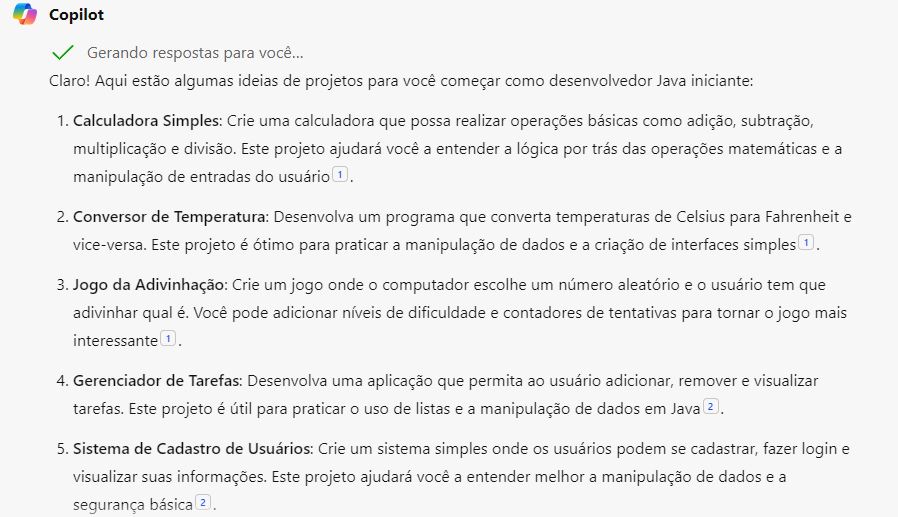 Copilot
Gerando respostas para você...
Claro! Aqui estão algumas ideias de projetos para você começar como desenvolvedor Java iniciante:
1. Calculadora Simples: Crie uma calculadora que possa realizar operações básicas como adição, subtração,
multiplicação e divisão. Este projeto ajudará você a entender a lógica por trás das operações matemáticas e a
manipulação de entradas do usuário 1 .
2. Conversor de Temperatura: Desenvolva um programa que converta temperaturas de Celsius para Fahrenheit e
vice-versa. Este projeto é ótimo para praticar a manipulação de dados e a criação de interfaces simples 1 .
3. Jogo da Adivinhação: Crie um jogo onde o computador escolhe um número aleatório e o usuário tem que
adivinhar qual é. Você pode adicionar níveis de dificuldade e contadores de tentativas para tornar o jogo mais
interessante 1 .
4. Gerenciador de Tarefas: Desenvolva uma aplicação que permita ao usuário adicionar, remover e visualizar
tarefas. Este projeto é útil para praticar o uso de listas e a manipulação de dados em Java 2 .
5. Sistema de Cadastro de Usuários: Crie um sistema simples onde os usuários podem se cadastrar, fazer login e
visualizar suas informações. Este projeto ajudará você a entender melhor a manipulação de dados e a
segurança básica 2 .